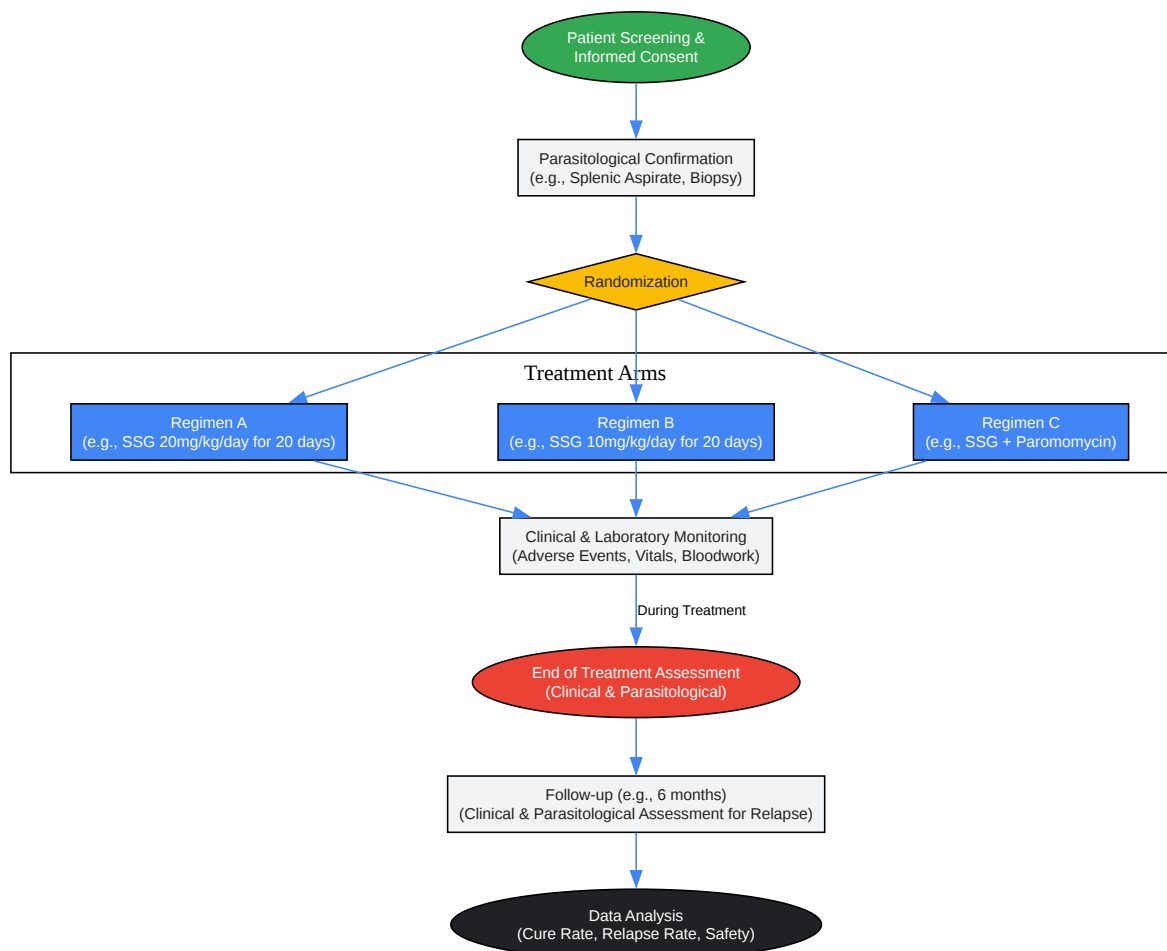 Patient Screening &
Informed Consent
Parasitological Confirmation
(e.g., Splenic Aspirate, Biopsy)
Randomization
Treatment Arms
Regimen A
(e.g., SSG 20mg/kg/day for 20 days)
Regimen B
(e.g., SSG 10mg/kg/day for 20 days)
Regimen C
(e.g., SSG + Paromomycin)
Clinical & Laboratory Monitoring
(Adverse Events, Vitals, Bloodwork)
During Treatment
End of Treatment Assessment
(Clinical & Parasitological)
Follow-up (e.g., 6 months)
(Clinical & Parasitological Assessment for Relapse)
Data Analysis
(Cure Rate, Relapse Rate, Safety)